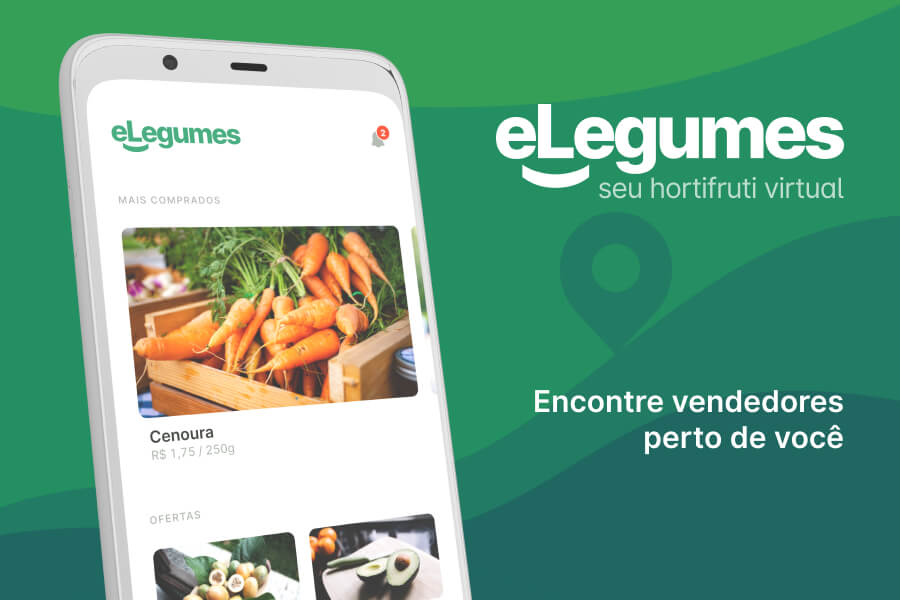 eLegumes
2
MAIS COMPRADOS
Cenoura
R$ 1,75 / 250g
OFERTAS
eLegumes
seu hortifruti virtual
Encontre vendedores
perto de você